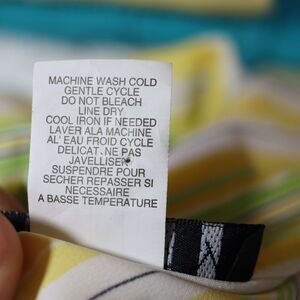 MACHINE WASH COLD
GENTLE CYCLE
DO NOT BLEACH
LINE DRY
COOL IRON IF NEEDED
LAVER ALA MACHINE
AL' EAU FROID CYCLE
DELICAT. NE PAS
JAVELLISER
SUSPENDRE POUR
SECHER REPASSER SI
NECESSAIRE
A BASSE TEMPERATURE